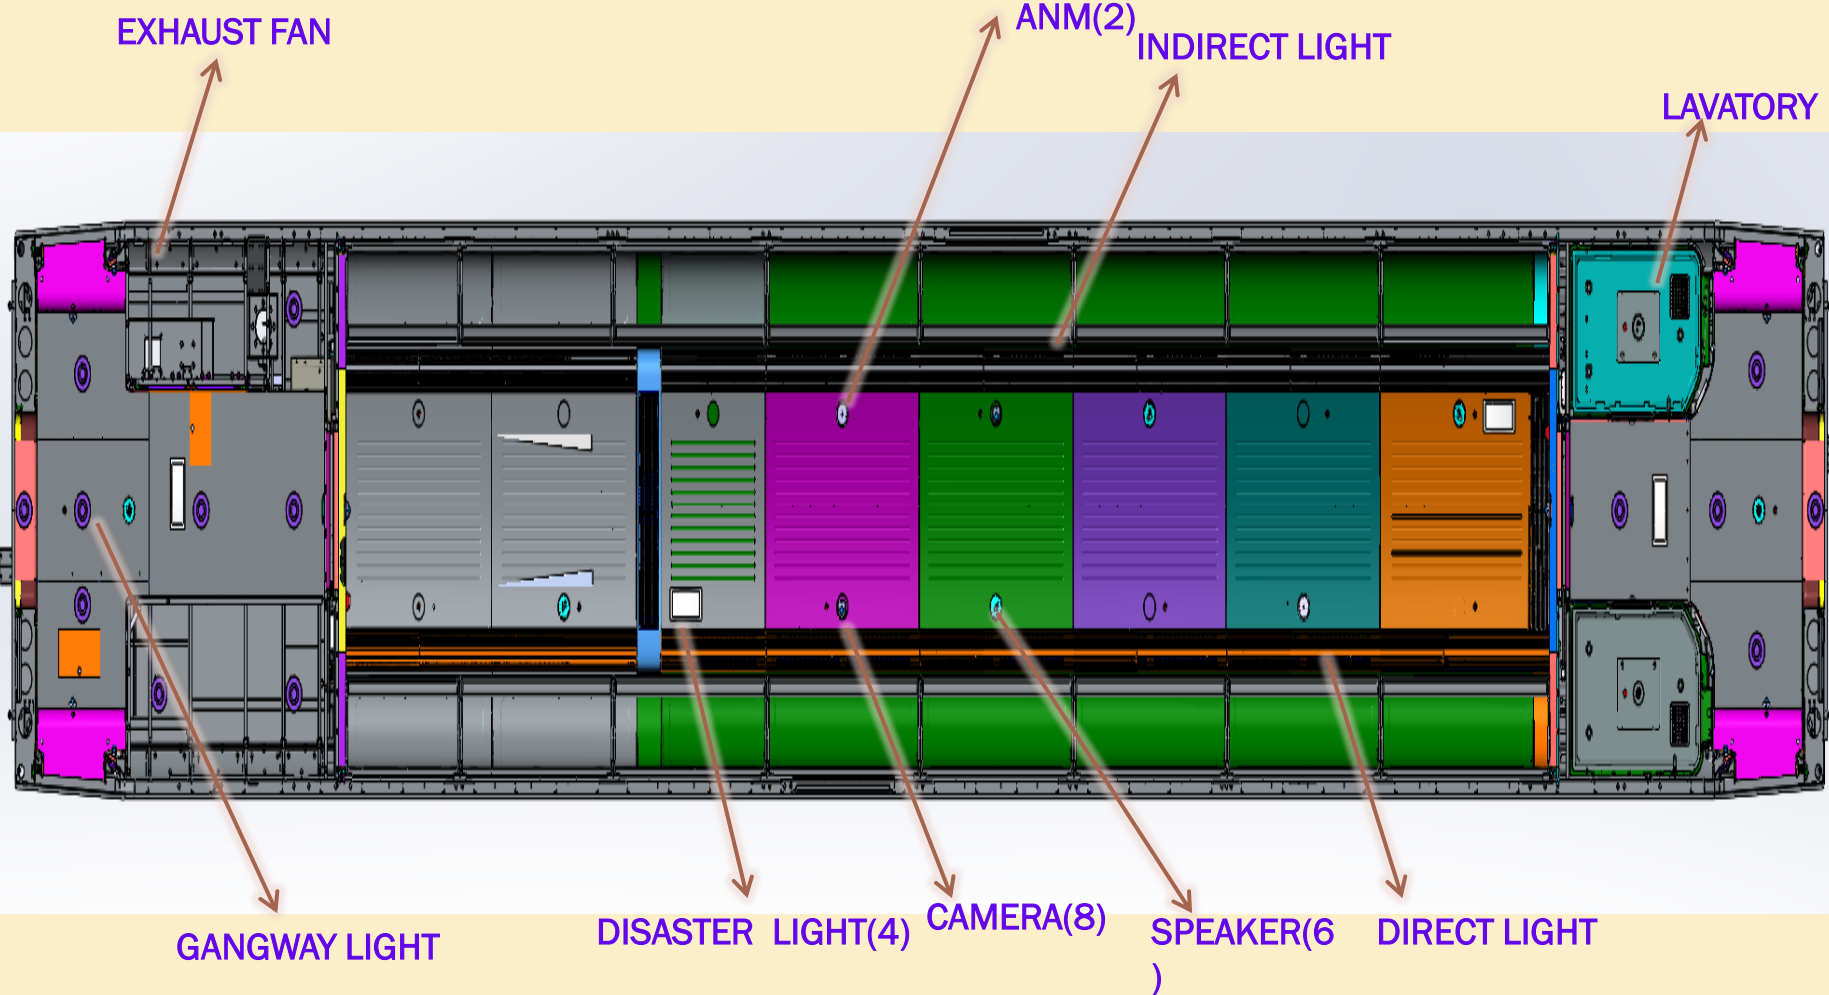 ANM(2)
EXHAUST FAN
INDIRECT LIGHT
LAVATORY
GANGWAY LIGHT
DISASTER  LIGHT(4)
CAMERA(8)
SPEAKER(6
)
DIRECT LIGHT